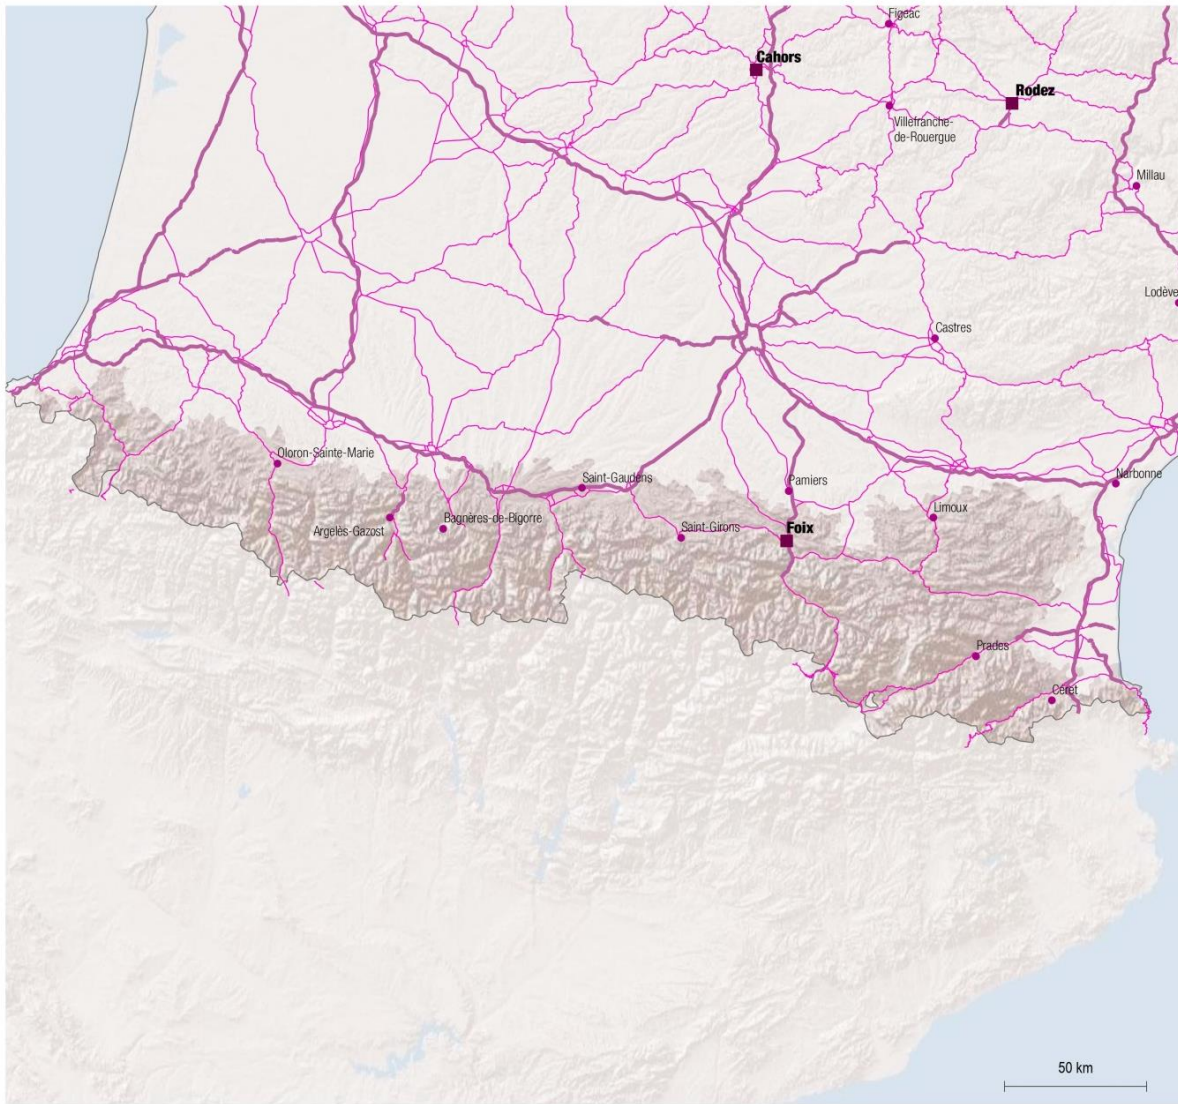 Figeac
Cahors
Rodez
Villefranche-
de-Rouergue
Millau
Lodève
Castres
Oloron-Sainte-Marie
Saint-Gaudens
Pamiers
Narbonne
Limoux
Argelès-Gazost
Bagnères-de-Bigorre
Saint-Girons
Foix
Prades
Céret
50 km